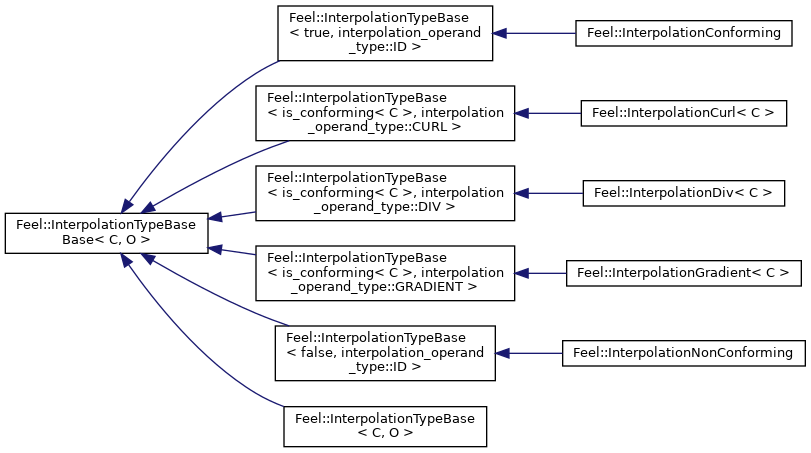 Feel::InterpolationTypeBase
< true, interpolation_operand
_type::ID >
Feel::InterpolationConforming
Feel::InterpolationTypeBase
< is_conforming< C >, interpolation
_operand_type::CURL >
Feel::InterpolationCurl< C >
Feel::InterpolationTypeBase
< is_conforming< C >, interpolation
_operand_type::DIV >
Feel::InterpolationDiv< C >
Feel::InterpolationTypeBase
Base< C, O >
Feel::InterpolationTypeBase
< is_conforming< C >, interpolation
_operand_type::GRADIENT >
Feel::InterpolationGradient< C >
Feel::InterpolationTypeBase
< false, interpolation_operand
_type::ID >
Feel::InterpolationNonConforming
Feel::InterpolationTypeBase
< C, O >